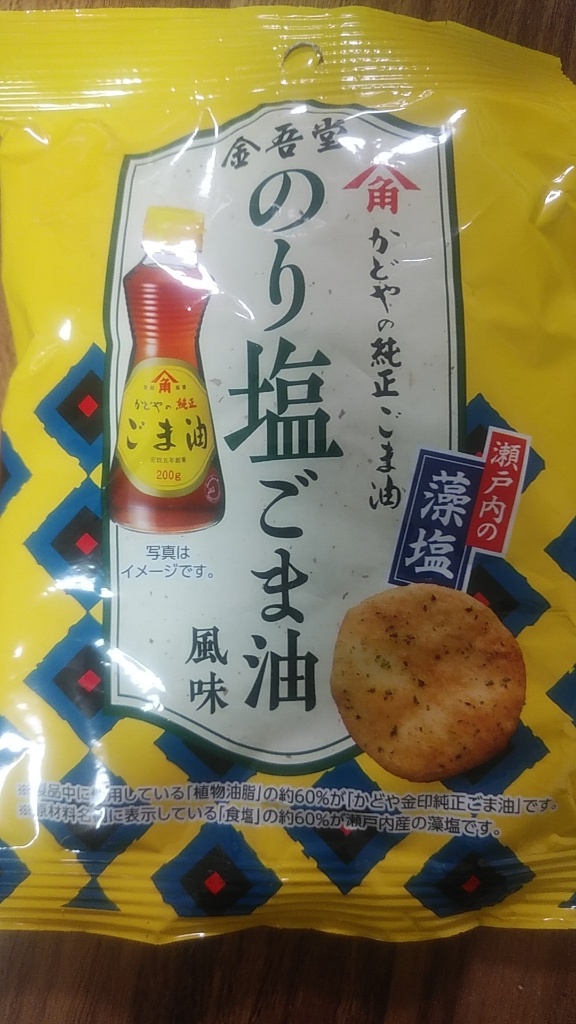 金吾堂
角
かどやの純正ごま油
のり塩ごま油
風味
角
かどやの純正
ごま油
200g
写真は
イメージです。
瀬戸内の
藻塩
品中に 用している「植物油脂」の約60%が「かどや金印純正ごま油」です。
※原材料名 に表示している「食塩」の約60%が瀬戸内産の藻塩です。